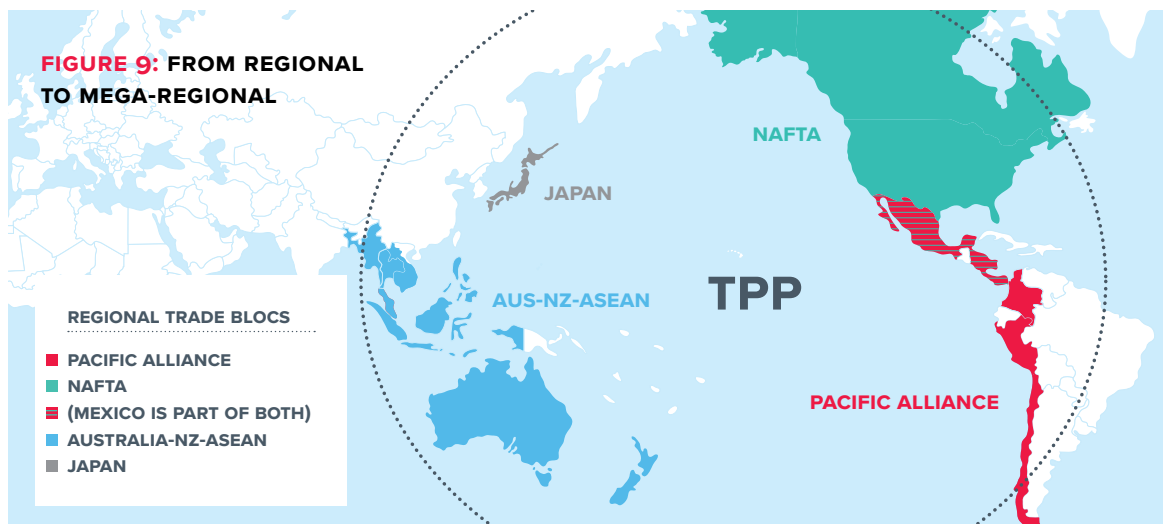 FIGURE 9: FROM REGIONAL
TO MEGA-REGIONAL
NAFTA
JAPAN
AUS-NZ-ASEAN
TPP
PACIFIC ALLIANCE
REGIONAL TRADE BLOCS
PACIFIC ALLIANCE
NAFTA
(MEXICO IS PART OF BOTH)
AUSTRALIA-NZ-ASEAN
JAPAN